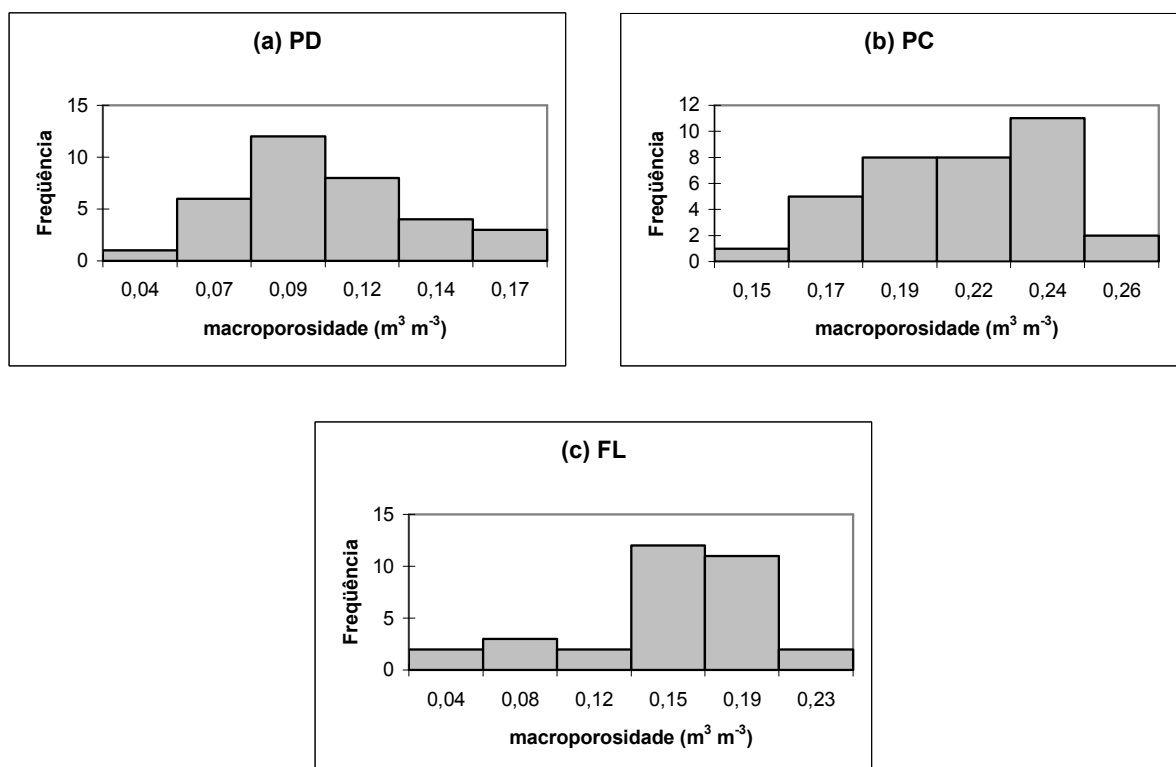 (a) PD
Freqüência
15
10
5
0
0,04 0,07 0,09 0,12 0,14 0,17
macroporosidade (m³ m⁻³)
(b) PC
Freqüência
12
10
8
6
4
2
0
0,15 0,17 0,19 0,22 0,24 0,26
macroporosidade (m³ m⁻³)
(c) FL
Freqüência
15
10
5
0
0,04 0,08 0,12 0,15 0,19 0,23
macroporosidade (m³ m⁻³)